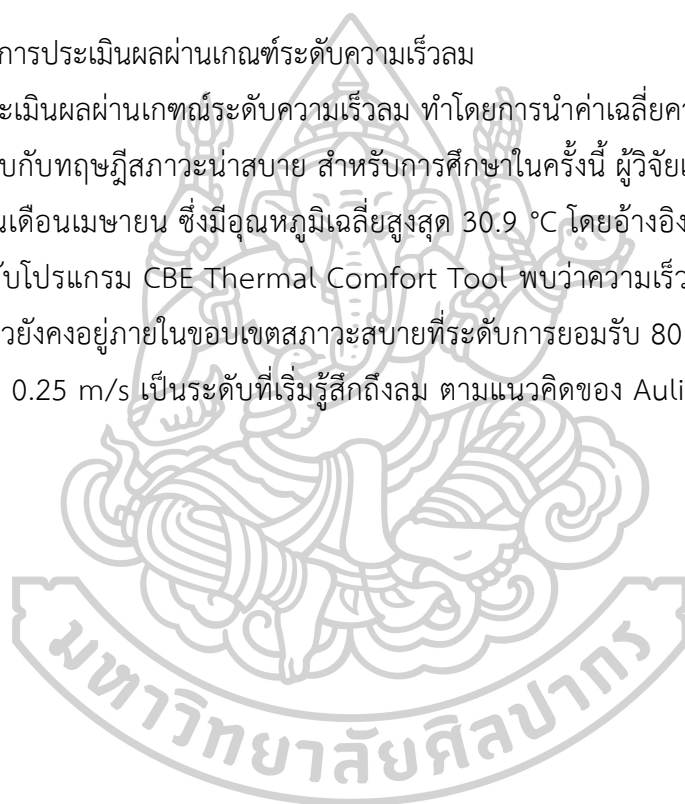 การประเมินผลผ่านเกณฑ์ระดับความเร็วลม
ะเมินผลผ่านเกฑณ์ระดับความเร็วลม ทำโดยการนำค่าเฉลี่ยคว
บกับทฤษฎีสภาวะน่าสบาย สำหรับการศึกษาในครั้งนี้ ผู้วิจัยเ
นเดือนเมษายน ซึ่งมีอุณหภูมิเฉลี่ยสูงสุด 30.9 °C โดยอ้างอิง
ับโปรแกรม CBE Thermal Comfort Tool พบว่าความเร็ว
วยังคงอยู่ภายในขอบเขตสภาวะสบายที่ระดับการยอมรับ 80
0.25 m/s เป็นระดับที่เริ่มรู้สึกถึงลม ตามแนวคิดของ Auli
มหาวิทยาลัยศิลปากร